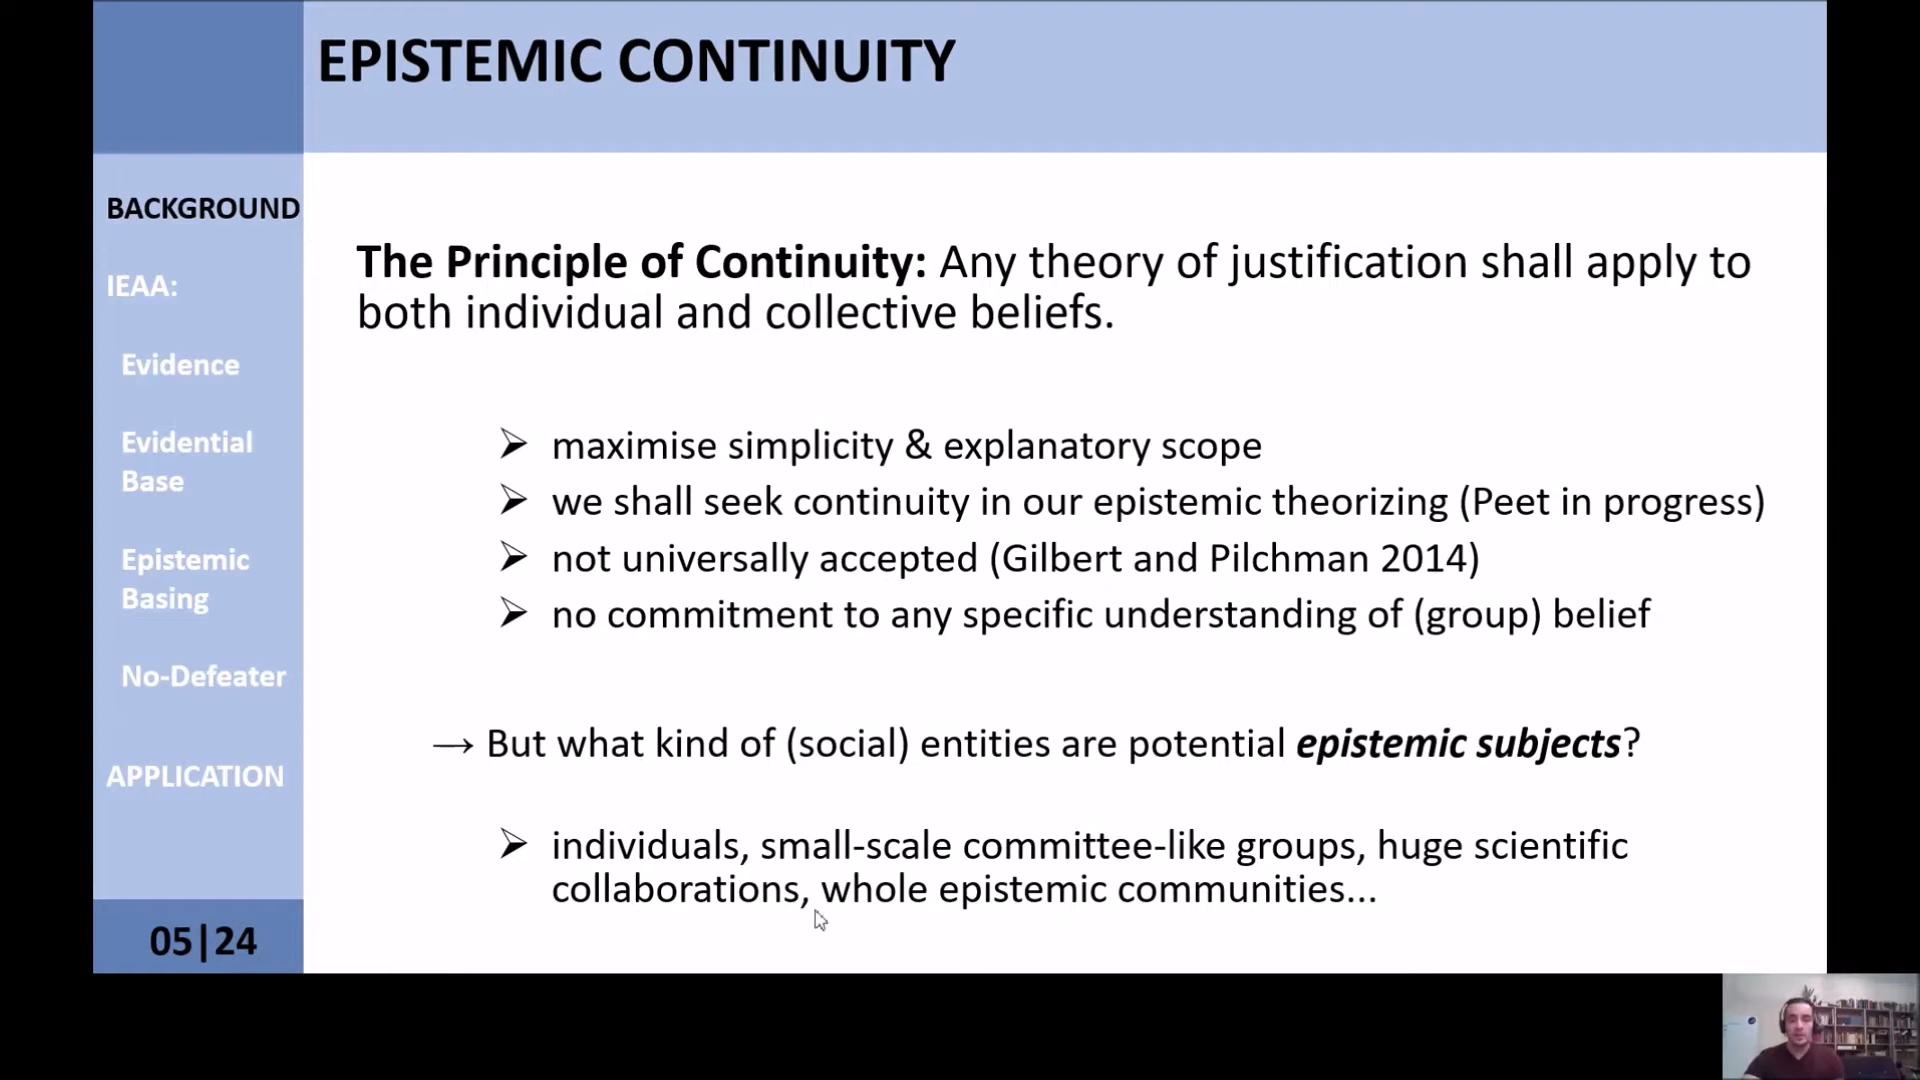 EPISTEMIC CONTINUITY
BACKGROUND
IEAA:
Evidence
Evidential
Base
Epistemic
Basing
No-Defeater
APPLICATION
05|24
The Principle of Continuity: Any theory of justification shall apply to
both individual and collective beliefs.
➢ maximise simplicity & explanatory scope
➢ we shall seek continuity in our epistemic theorizing (Peet in progress)
➢ not universally accepted (Gilbert and Pilchman 2014)
➢ no commitment to any specific understanding of (group) belief
→ But what kind of (social) entities are potential epistemic subjects?
➢ individuals, small-scale committee-like groups, huge scientific
collaborations, whole epistemic communities...